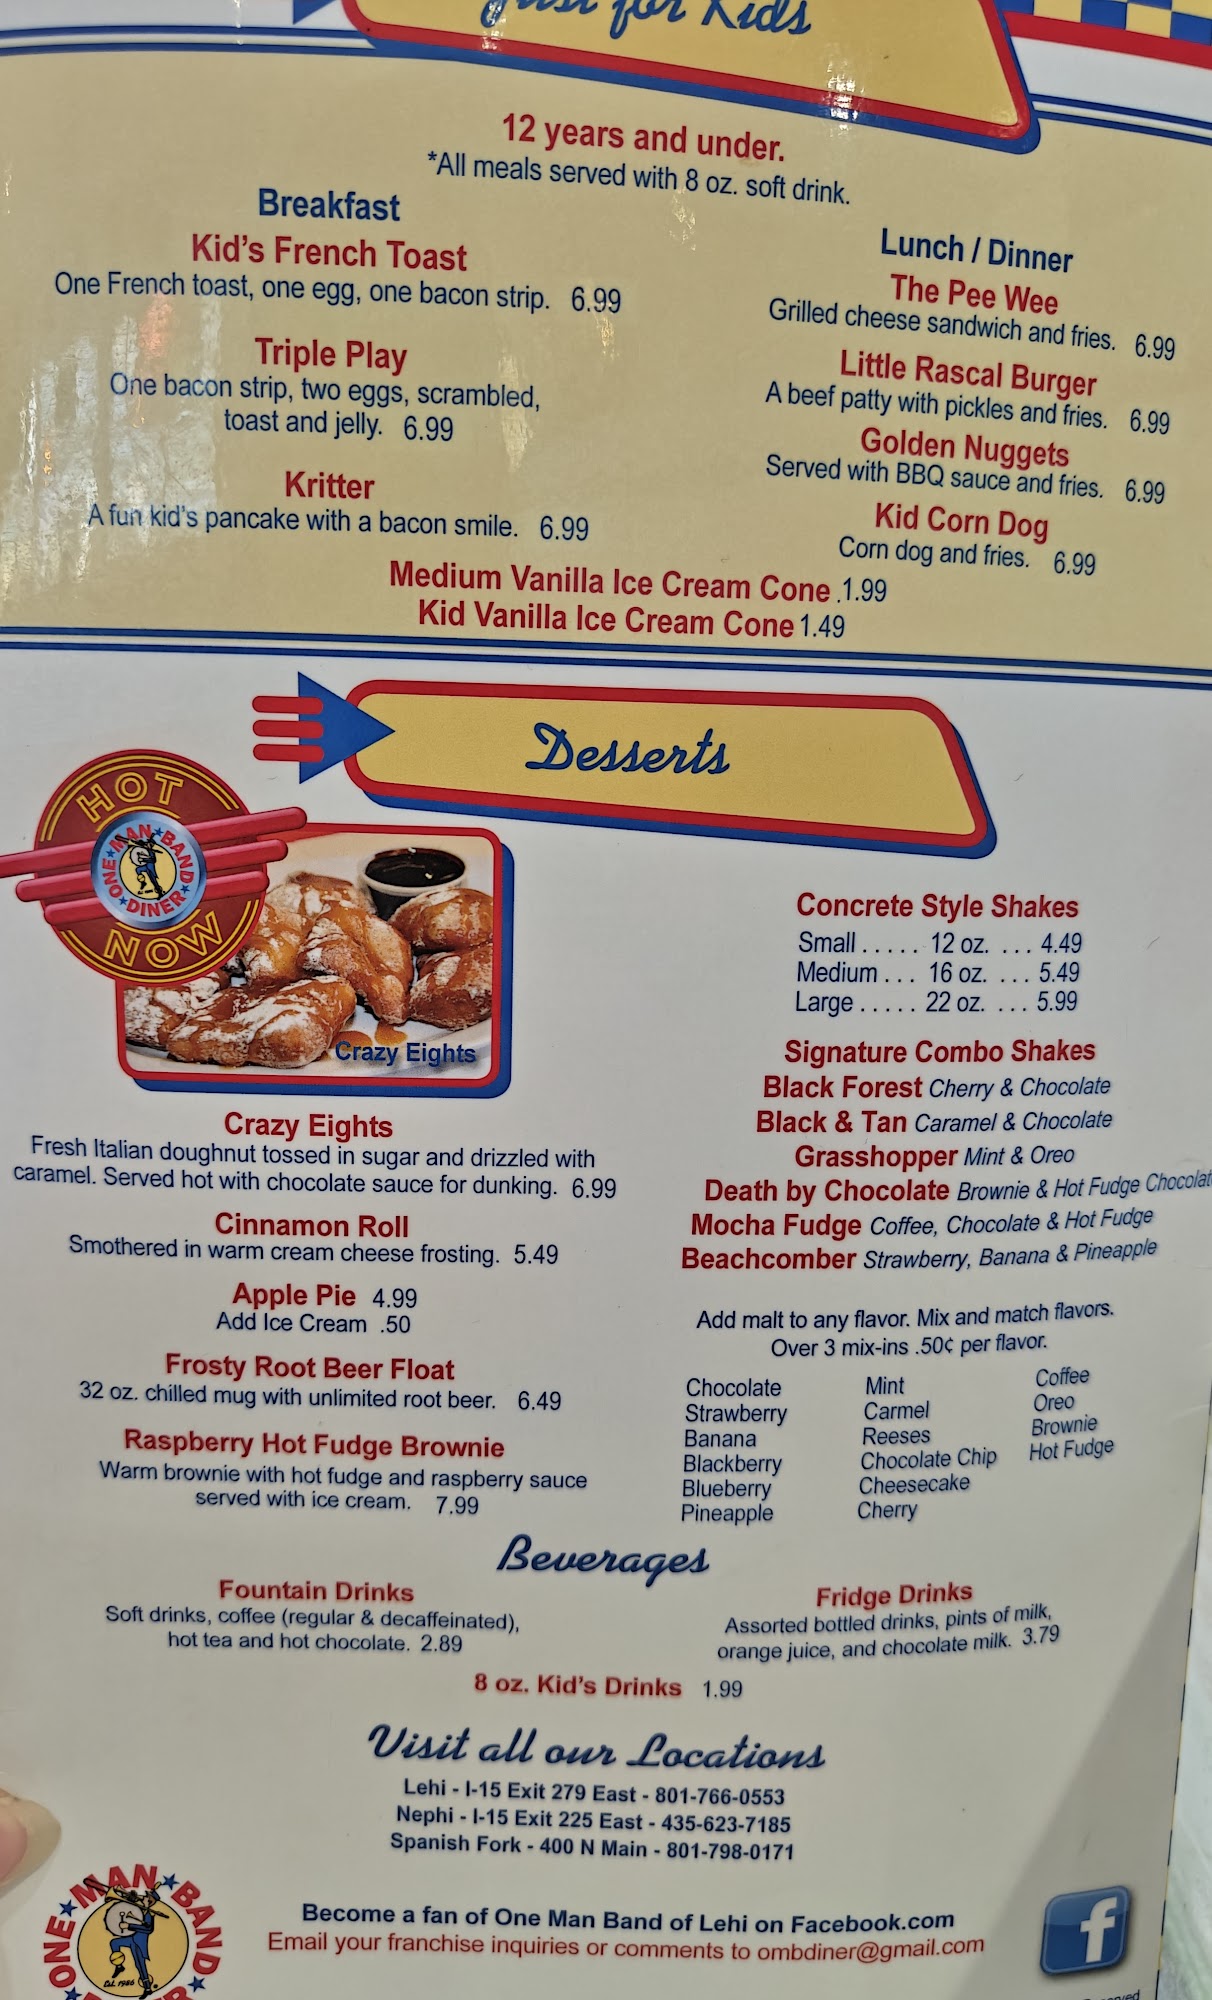 Just for Kids
12 years and under.
*All meals served with 8 oz. soft drink.
Breakfast
Kid's French Toast
One French toast, one egg, one bacon strip. 6.99
Triple Play
One bacon strip, two eggs, scrambled,
toast and jelly. 6.99
Kritter
A fun kid's pancake with a bacon smile. 6.99
Lunch / Dinner
The Pee Wee
Grilled cheese sandwich and fries. 6.99
Little Rascal Burger
A beef patty with pickles and fries. 6.99
Golden Nuggets
Served with BBQ sauce and fries. 6.99
Kid Corn Dog
Corn dog and fries. 6.99
Medium Vanilla Ice Cream Cone .1.99
Kid Vanilla Ice Cream Cone 1.49
Desserts
HOT
ONE MAN BAND
DINER
NOW
Crazy Eights
Crazy Eights
Fresh Italian doughnut tossed in sugar and drizzled with
caramel. Served hot with chocolate sauce for dunking. 6.99
Cinnamon Roll
Smothered in warm cream cheese frosting. 5.49
Apple Pie 4.99
Add Ice Cream .50
Frosty Root Beer Float
32 oz. chilled mug with unlimited root beer. 6.49
Raspberry Hot Fudge Brownie
Warm brownie with hot fudge and raspberry sauce
served with ice cream. 7.99
Concrete Style Shakes
Small . . . . . 12 oz. . . . 4.49
Medium . . . 16 oz. . . . 5.49
Large . . . . . 22 oz. . . . 5.99
Signature Combo Shakes
Black Forest Cherry & Chocolate
Black & Tan Caramel & Chocolate
Grasshopper Mint & Oreo
Death by Chocolate Brownie & Hot Fudge Chocolat
Mocha Fudge Coffee, Chocolate & Hot Fudge
Beachcomber Strawberry, Banana & Pineapple
Add malt to any flavor. Mix and match flavors.
Over 3 mix-ins .50¢ per flavor.
Chocolate
Strawberry
Banana
Blackberry
Blueberry
Pineapple
Mint
Carmel
Reeses
Chocolate Chip
Cheesecake
Cherry
Coffee
Oreo
Brownie
Hot Fudge
Beverages
Fountain Drinks
Soft drinks, coffee (regular & decaffeinated),
hot tea and hot chocolate. 2.89
Fridge Drinks
Assorted bottled drinks, pints of milk,
orange juice, and chocolate milk. 3.79
8 oz. Kid's Drinks 1.99
Visit all our Locations
Lehi - I-15 Exit 279 East - 801-766-0553
Nephi - I-15 Exit 225 East - 435-623-7185
Spanish Fork - 400 N Main - 801-798-0171
ONE MAN BAND
Est. 1986
Become a fan of One Man Band of Lehi on Facebook.com
Email your franchise inquiries or comments to ombdiner@gmail.com
f